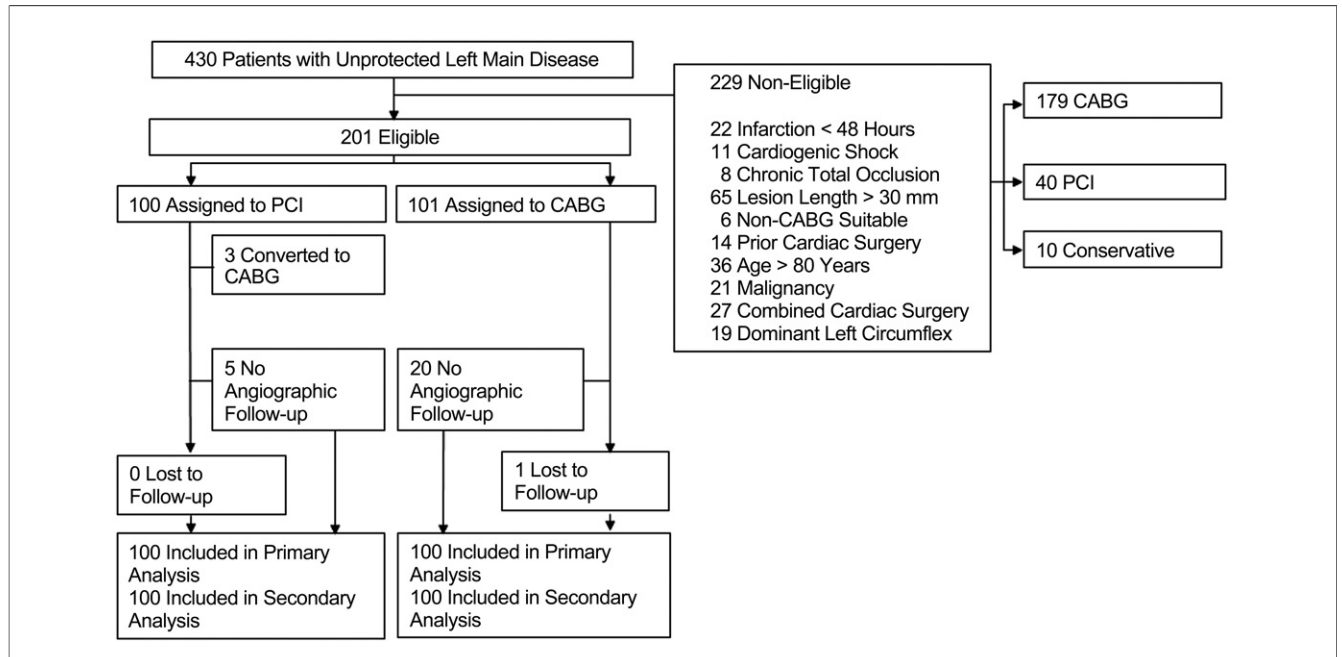 430 Patients with Unprotected Left Main Disease
229 Non-Eligible
22 Infarction < 48 Hours
11 Cardiogenic Shock
8 Chronic Total Occlusion
65 Lesion Length > 30 mm
6 Non-CABG Suitable
14 Prior Cardiac Surgery
36 Age > 80 Years
21 Malignancy
27 Combined Cardiac Surgery
19 Dominant Left Circumflex
179 CABG
40 PCI
10 Conservative
201 Eligible
100 Assigned to PCI
101 Assigned to CABG
3 Converted to
CABG
5 No
Angiographic
Follow-up
20 No
Angiographic
Follow-up
0 Lost to
Follow-up
1 Lost to
Follow-up
100 Included in Primary
Analysis
100 Included in Secondary
Analysis
100 Included in Primary
Analysis
100 Included in Secondary
Analysis